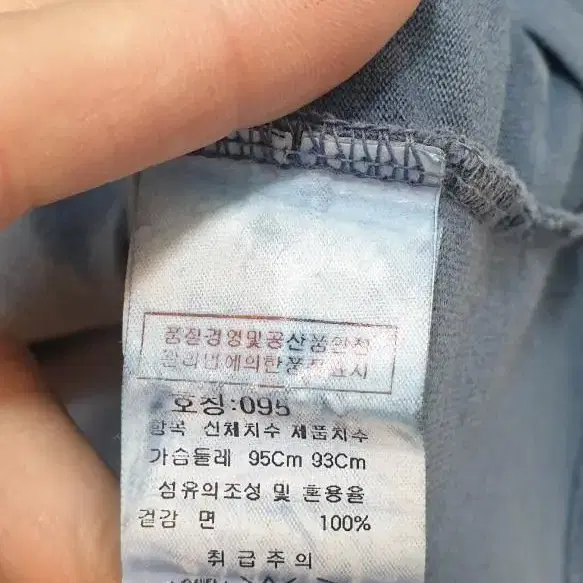 품질경영및공산품안전
관리법에의한품질표시
호칭:095
항목 신체치수 제품치수
가슴둘레 95Cm 93Cm
섬유의조성 및 혼용율
겉감 면 100%
취급주의